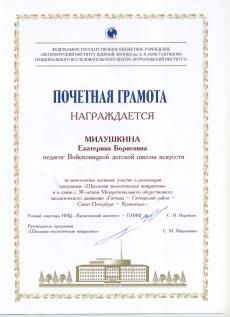 ФЕДЕРАЛЬНОЕ ГОСУДАРСТВЕННОЕ БЮДЖЕТНОЕ УЧРЕЖДЕНИЕ
«ПЕТЕРБУРГСКИЙ ИНСТИТУТ ЯДЕРНОЙ ФИЗИКИ им. Б. П. КОНСТАНТИНОВА
НАЦИОНАЛЬНОГО ИССЛЕДОВАТЕЛЬСКОГО ЦЕНТРА «КУРЧАТОВСКИЙ ИНСТИТУТ»
ПОЧЕТНАЯ ГРАМОТА
НАГРАЖДАЕТСЯ
МИЛУШКИНА
Екатерина Борисовна
педагог Войсковицкой детской школы искусств
за многолетнее активное участие в реализации
программы «Школьная экологическая инициатива»
и в связи с 30-летием Межрегионального общественного
экологического движения «Гатчина – Гатчинский район –
Санкт-Петербург – Кронштадт».
Ученый секретарь НИЦ «Курчатовский институт» – ПИЯФ С. И. Воробьев
Руководитель программы
«Школьная экологическая инициатива» С. М.